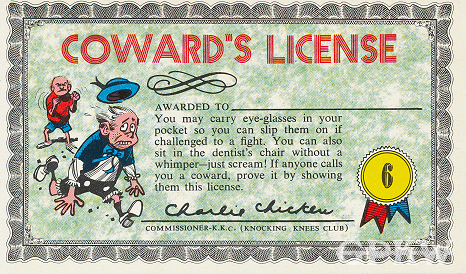 COWARD'S LICENSE
AWARDED TO
You may carry eye-glasses in your
pocket so you can slip them on if
challenged to a fight. You can also
sit in the dentist's chair without a
whimper—just scream! If anyone calls
you a coward, prove it by showing
them this license.
6
Charlie Chicken
COMMISSIONER-K.K.C. (KNOCKING KNEES CLUB)